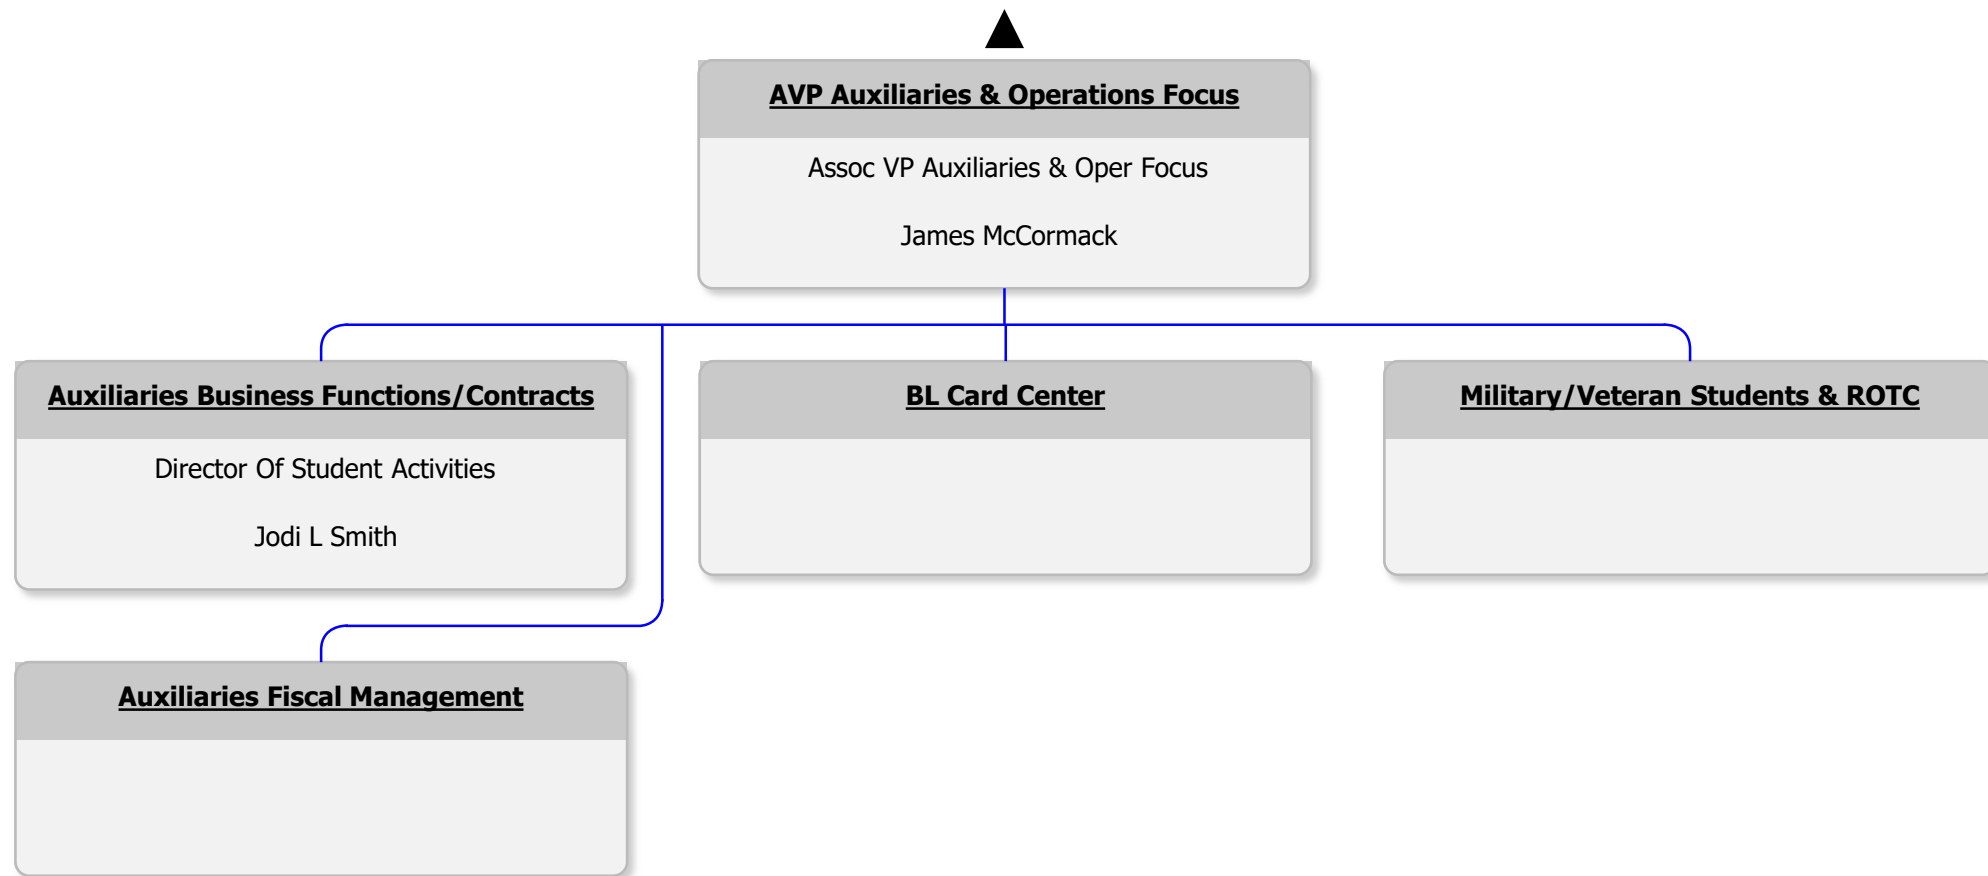 AVP Auxiliaries & Operations Focus
Assoc VP Auxiliaries & Oper Focus
James McCormack
Auxiliaries Business Functions/Contracts
Director Of Student Activities
Jodi L Smith
BL Card Center
Military/Veteran Students & ROTC
Auxiliaries Fiscal Management